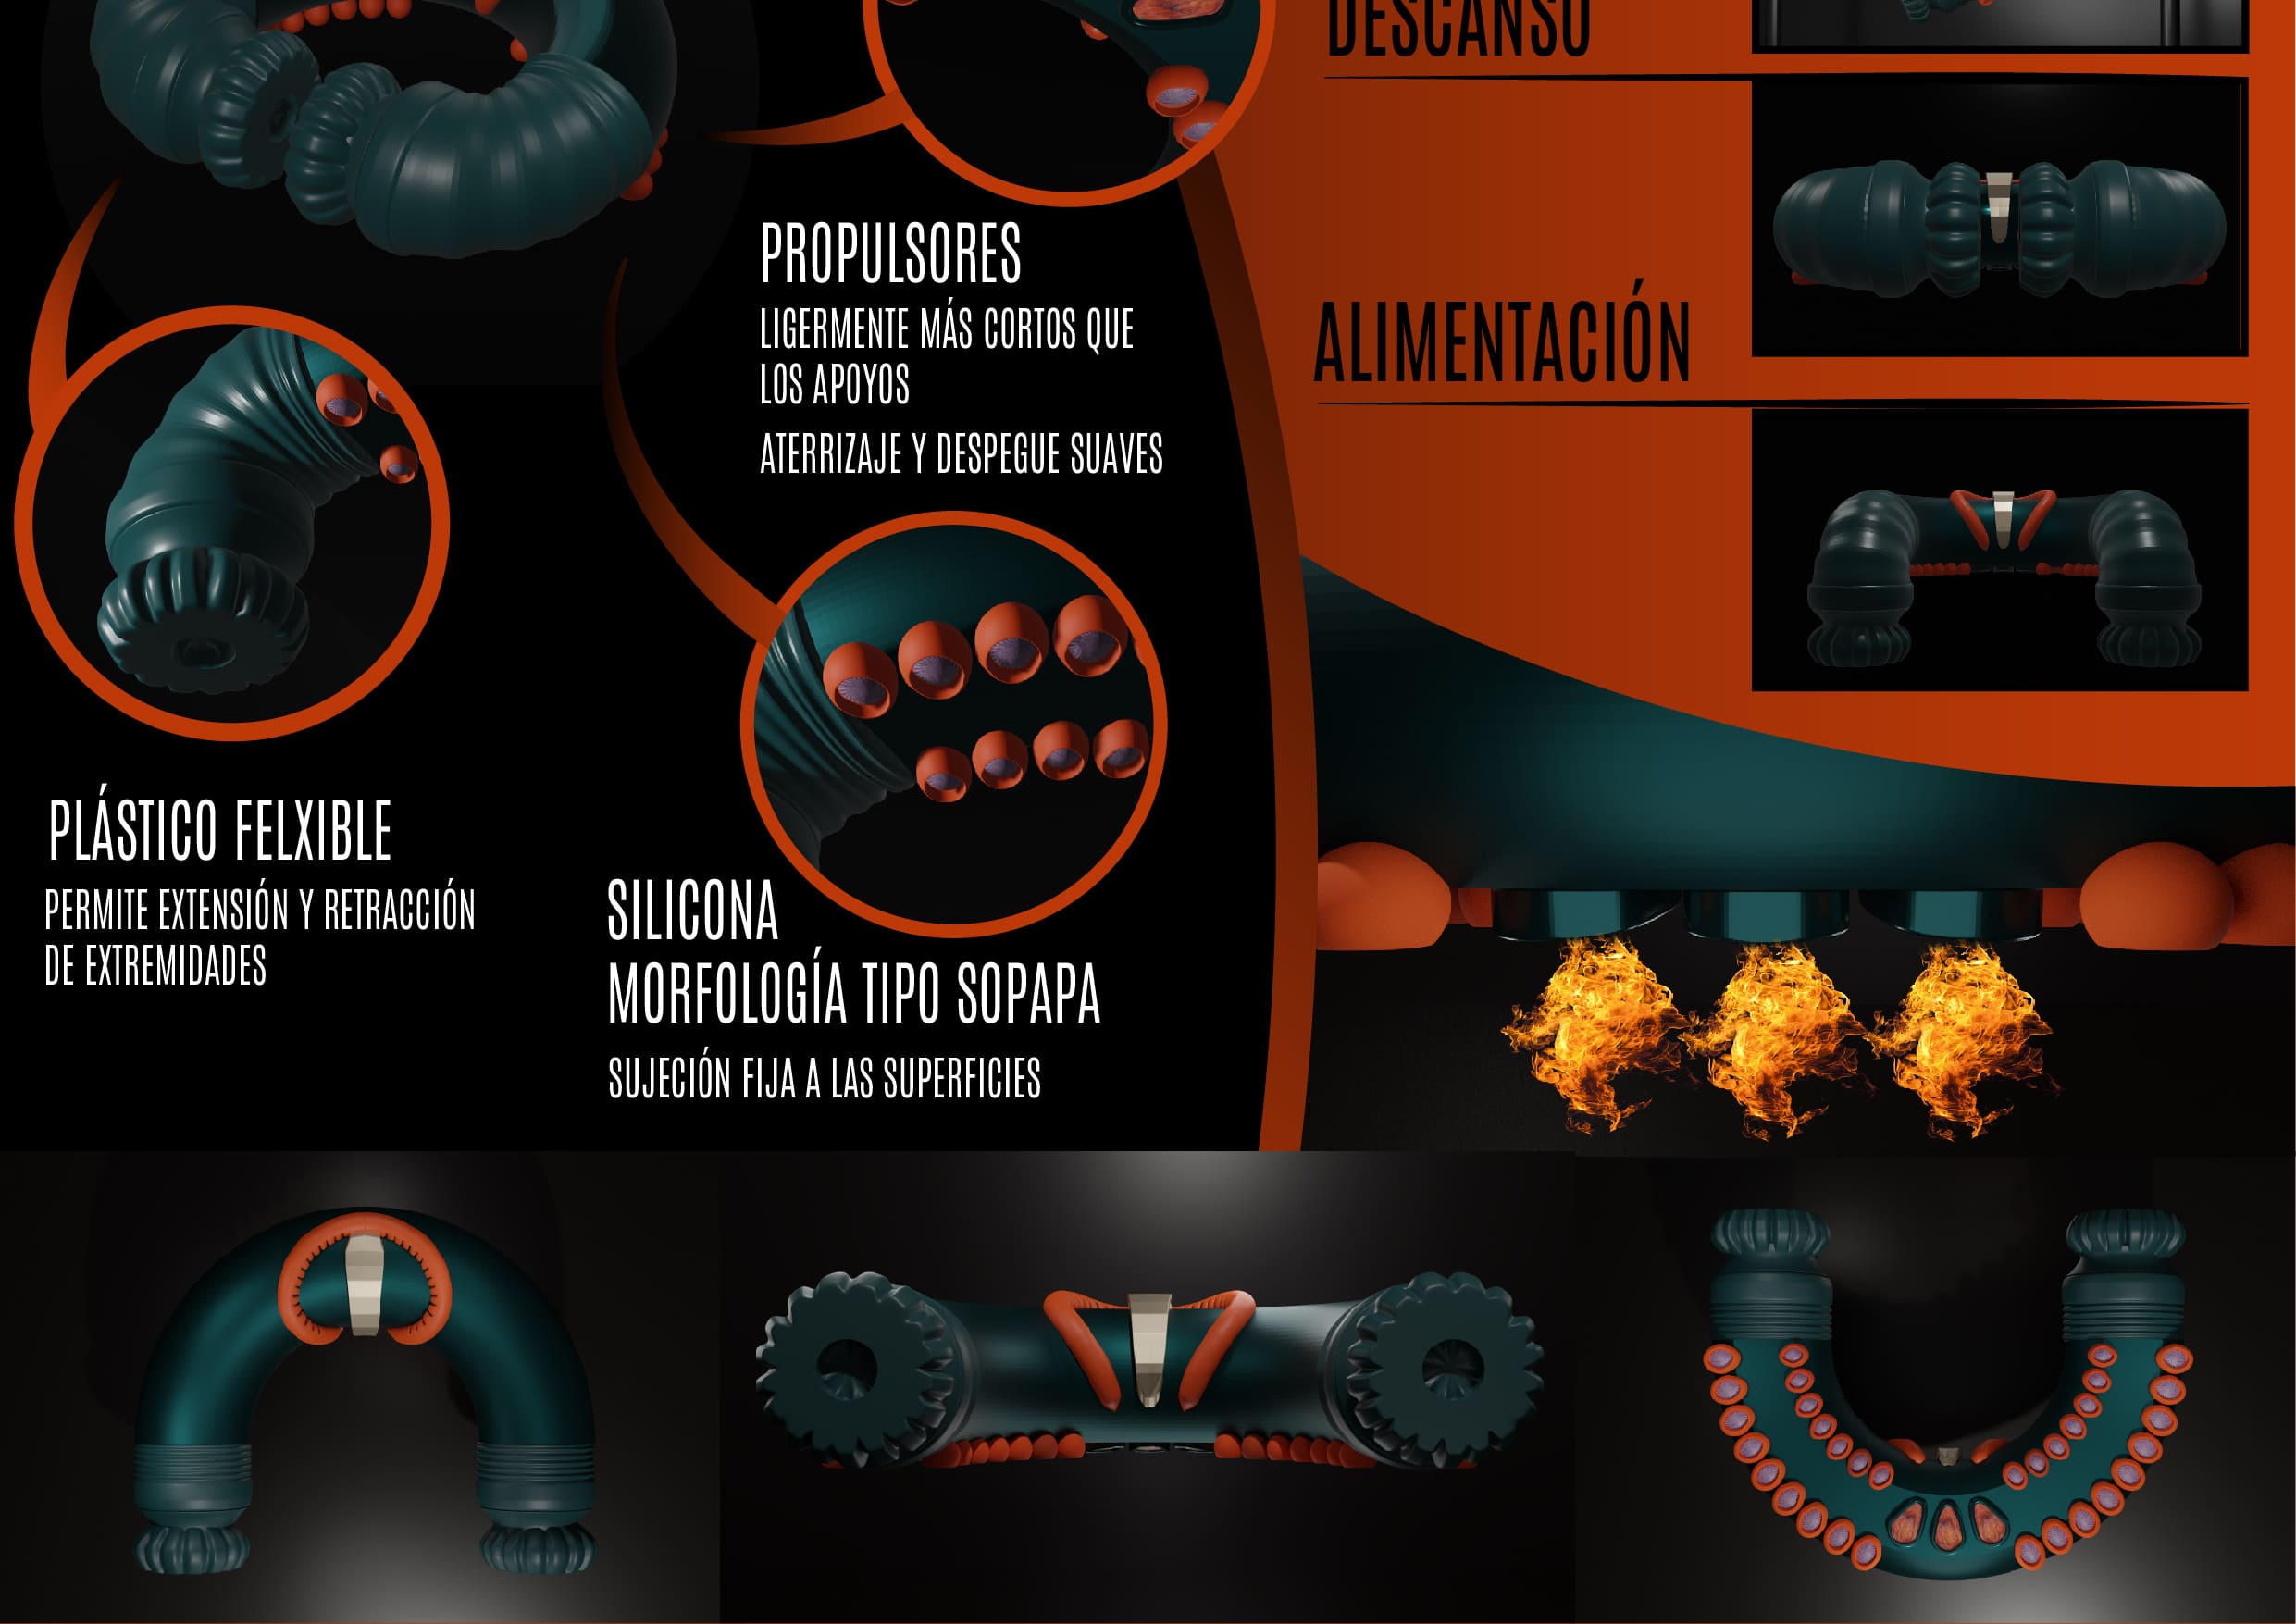 DESCANSO
PROPULSORES
LIGERMENTE MÁS CORTOS QUE
LOS APOYOS
ATERRIZAJE Y DESPEGUE SUAVES
ALIMENTACIÓN
PLÁSTICO FELXIBLE
PERMITE EXTENSIÓN Y RETRACCIÓN
DE EXTREMIDADES
SILICONA
MORFOLOGÍA TIPO SOPAPA
SUJECIÓN FIJA A LAS SUPERFICIES